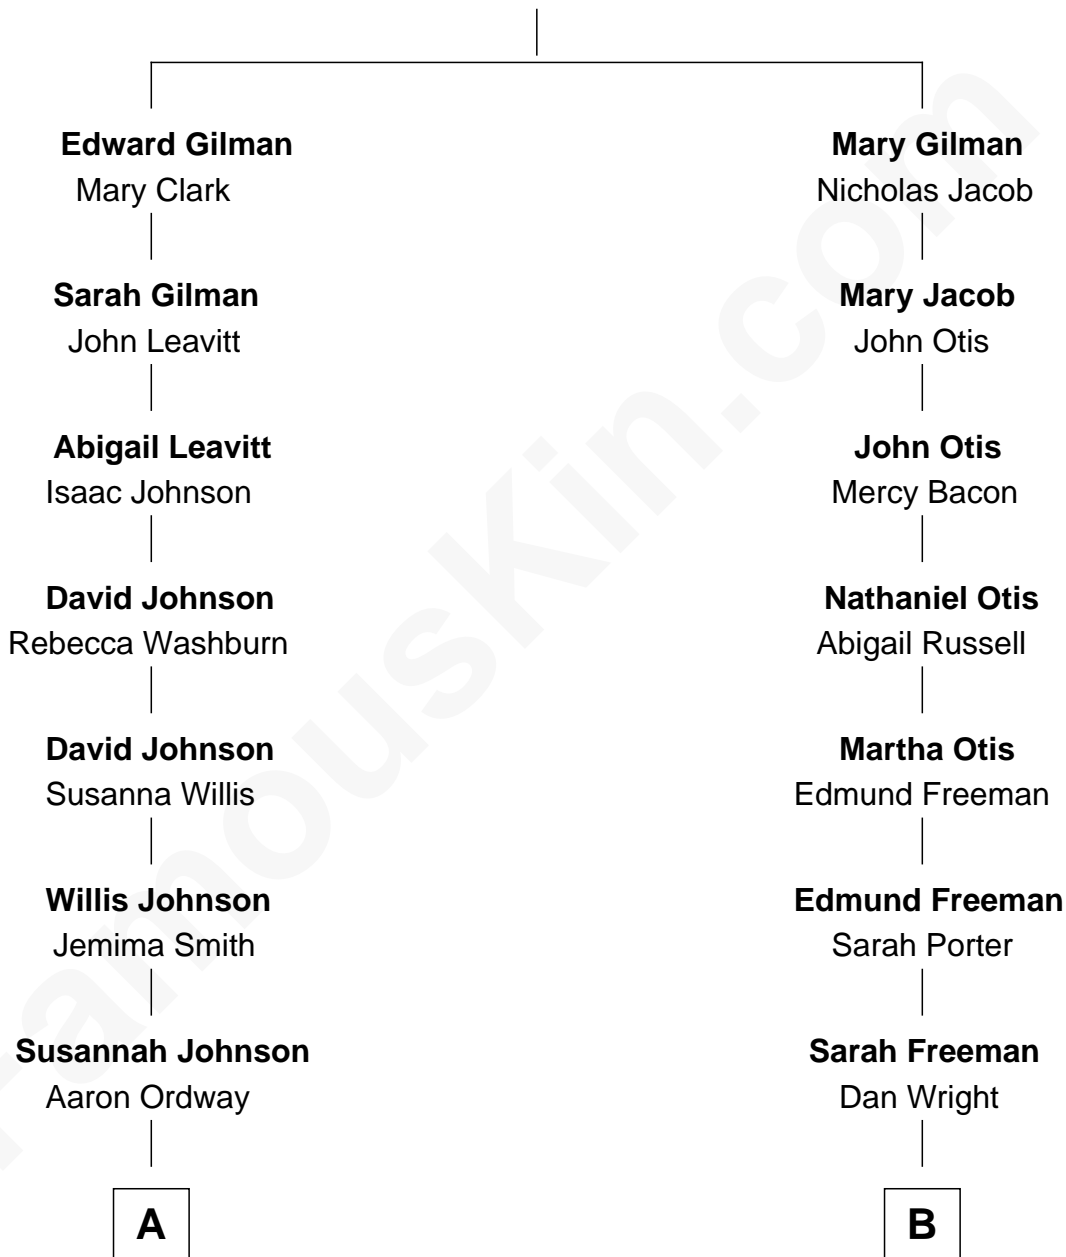 Edward Gilman
Mary Clark
Sarah Gilman
John Leavitt
Abigail Leavitt
Isaac Johnson
David Johnson
Rebecca Washburn
David Johnson
Susanna Willis
Willis Johnson
Jemima Smith
Susannah Johnson
Aaron Ordway
A
Mary Gilman
Nicholas Jacob
Mary Jacob
John Otis
John Otis
Mercy Bacon
Nathaniel Otis
Abigail Russell
Martha Otis
Edmund Freeman
Edmund Freeman
Sarah Porter
Sarah Freeman
Dan Wright
B
FamousKin.com